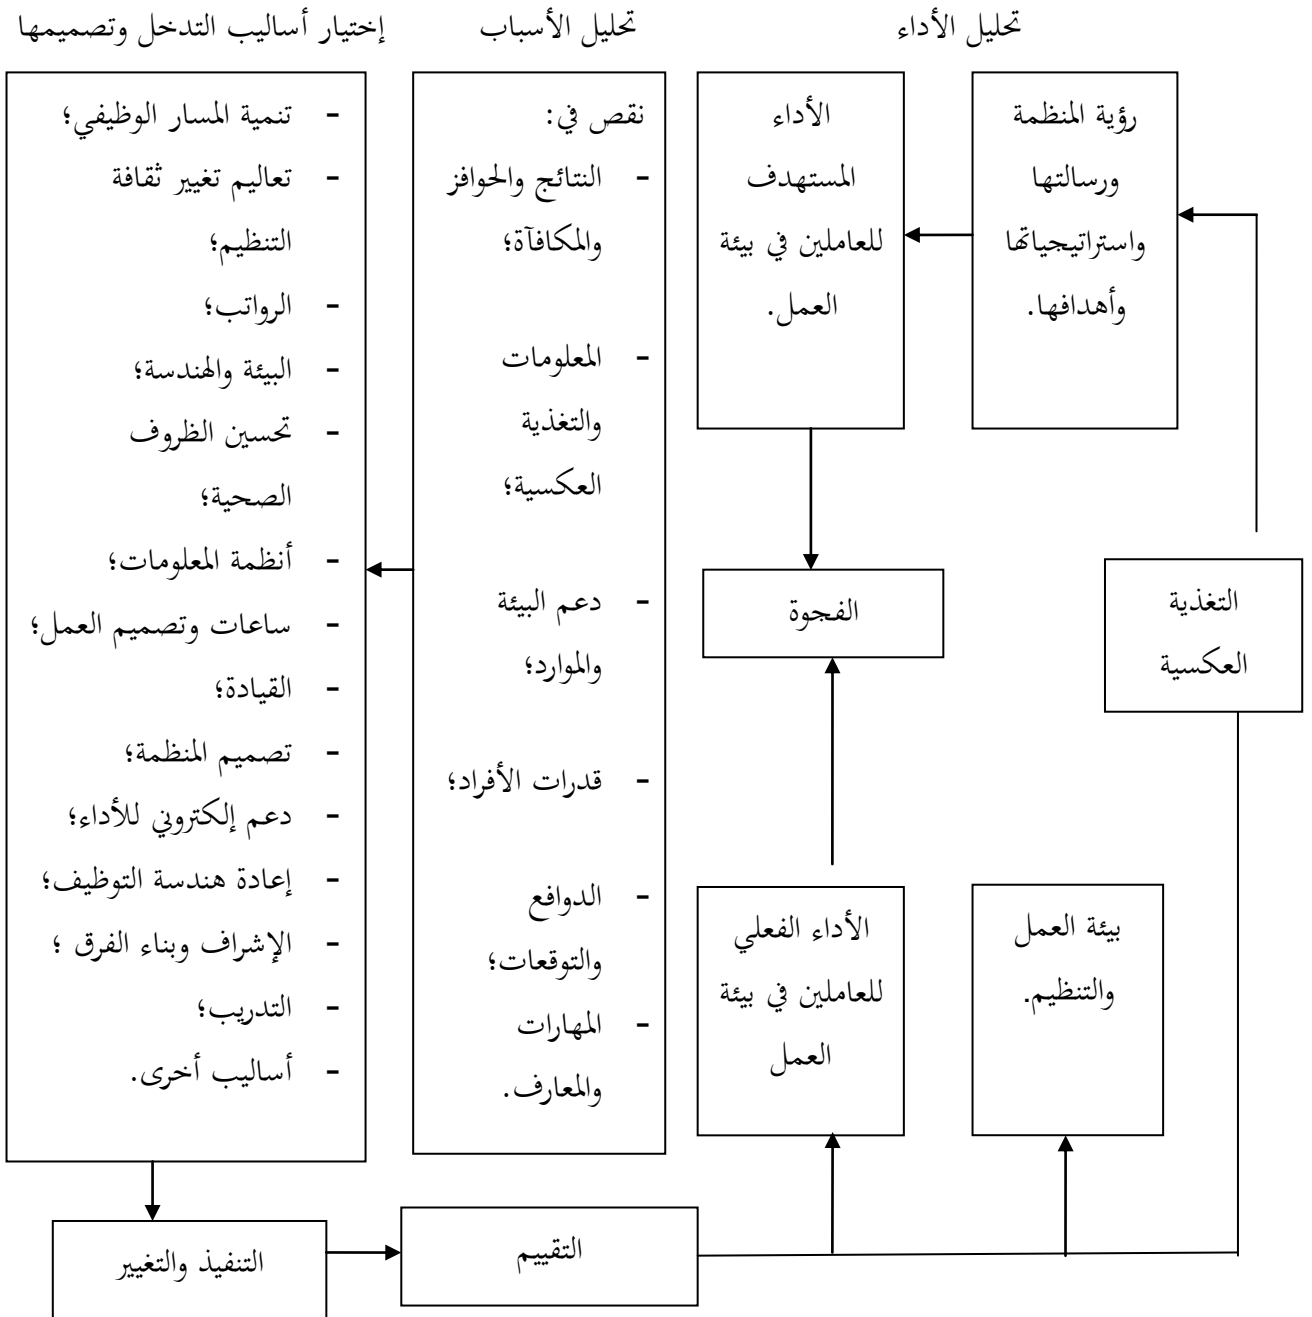 تحليل الأداء
تحليل الأسباب
إختيار أساليب التدخل وتصميمها
رؤية المنظمة
ورسالتها
واستراتيجياتها
وأهدافها.
الأداء
المستهدف
للعاملين في بيئة
العمل.
نقص في:
- النتائج والحوافز
والمكافآة؛
- المعلومات
والتغذية
العكسية؛
- دعم البيئة
والموارد؛
- قدرات الأفراد؛
- الدوافع
والتوقعات؛
- المهارات
والمعارف.
- تنمية المسار الوظيفي؛
- تعاليم تغيير ثقافة
التنظيم؛
- الرواتب؛
- البيئة والهندسة؛
- تحسين الظروف
الصحية؛
- أنظمة المعلومات؛
- ساعات وتصميم العمل؛
- القيادة؛
- تصميم المنظمة؛
- دعم إلكتروني للأداء؛
- إعادة هندسة التوظيف؛
- الإشراف وبناء الفرق ؛
- التدريب؛
- أساليب أخرى.
التغذية
العكسية
الفجوة
بيئة العمل
والتنظيم.
الأداء الفعلي
للعاملين في بيئة
العمل
التقييم
التنفيذ والتغيير